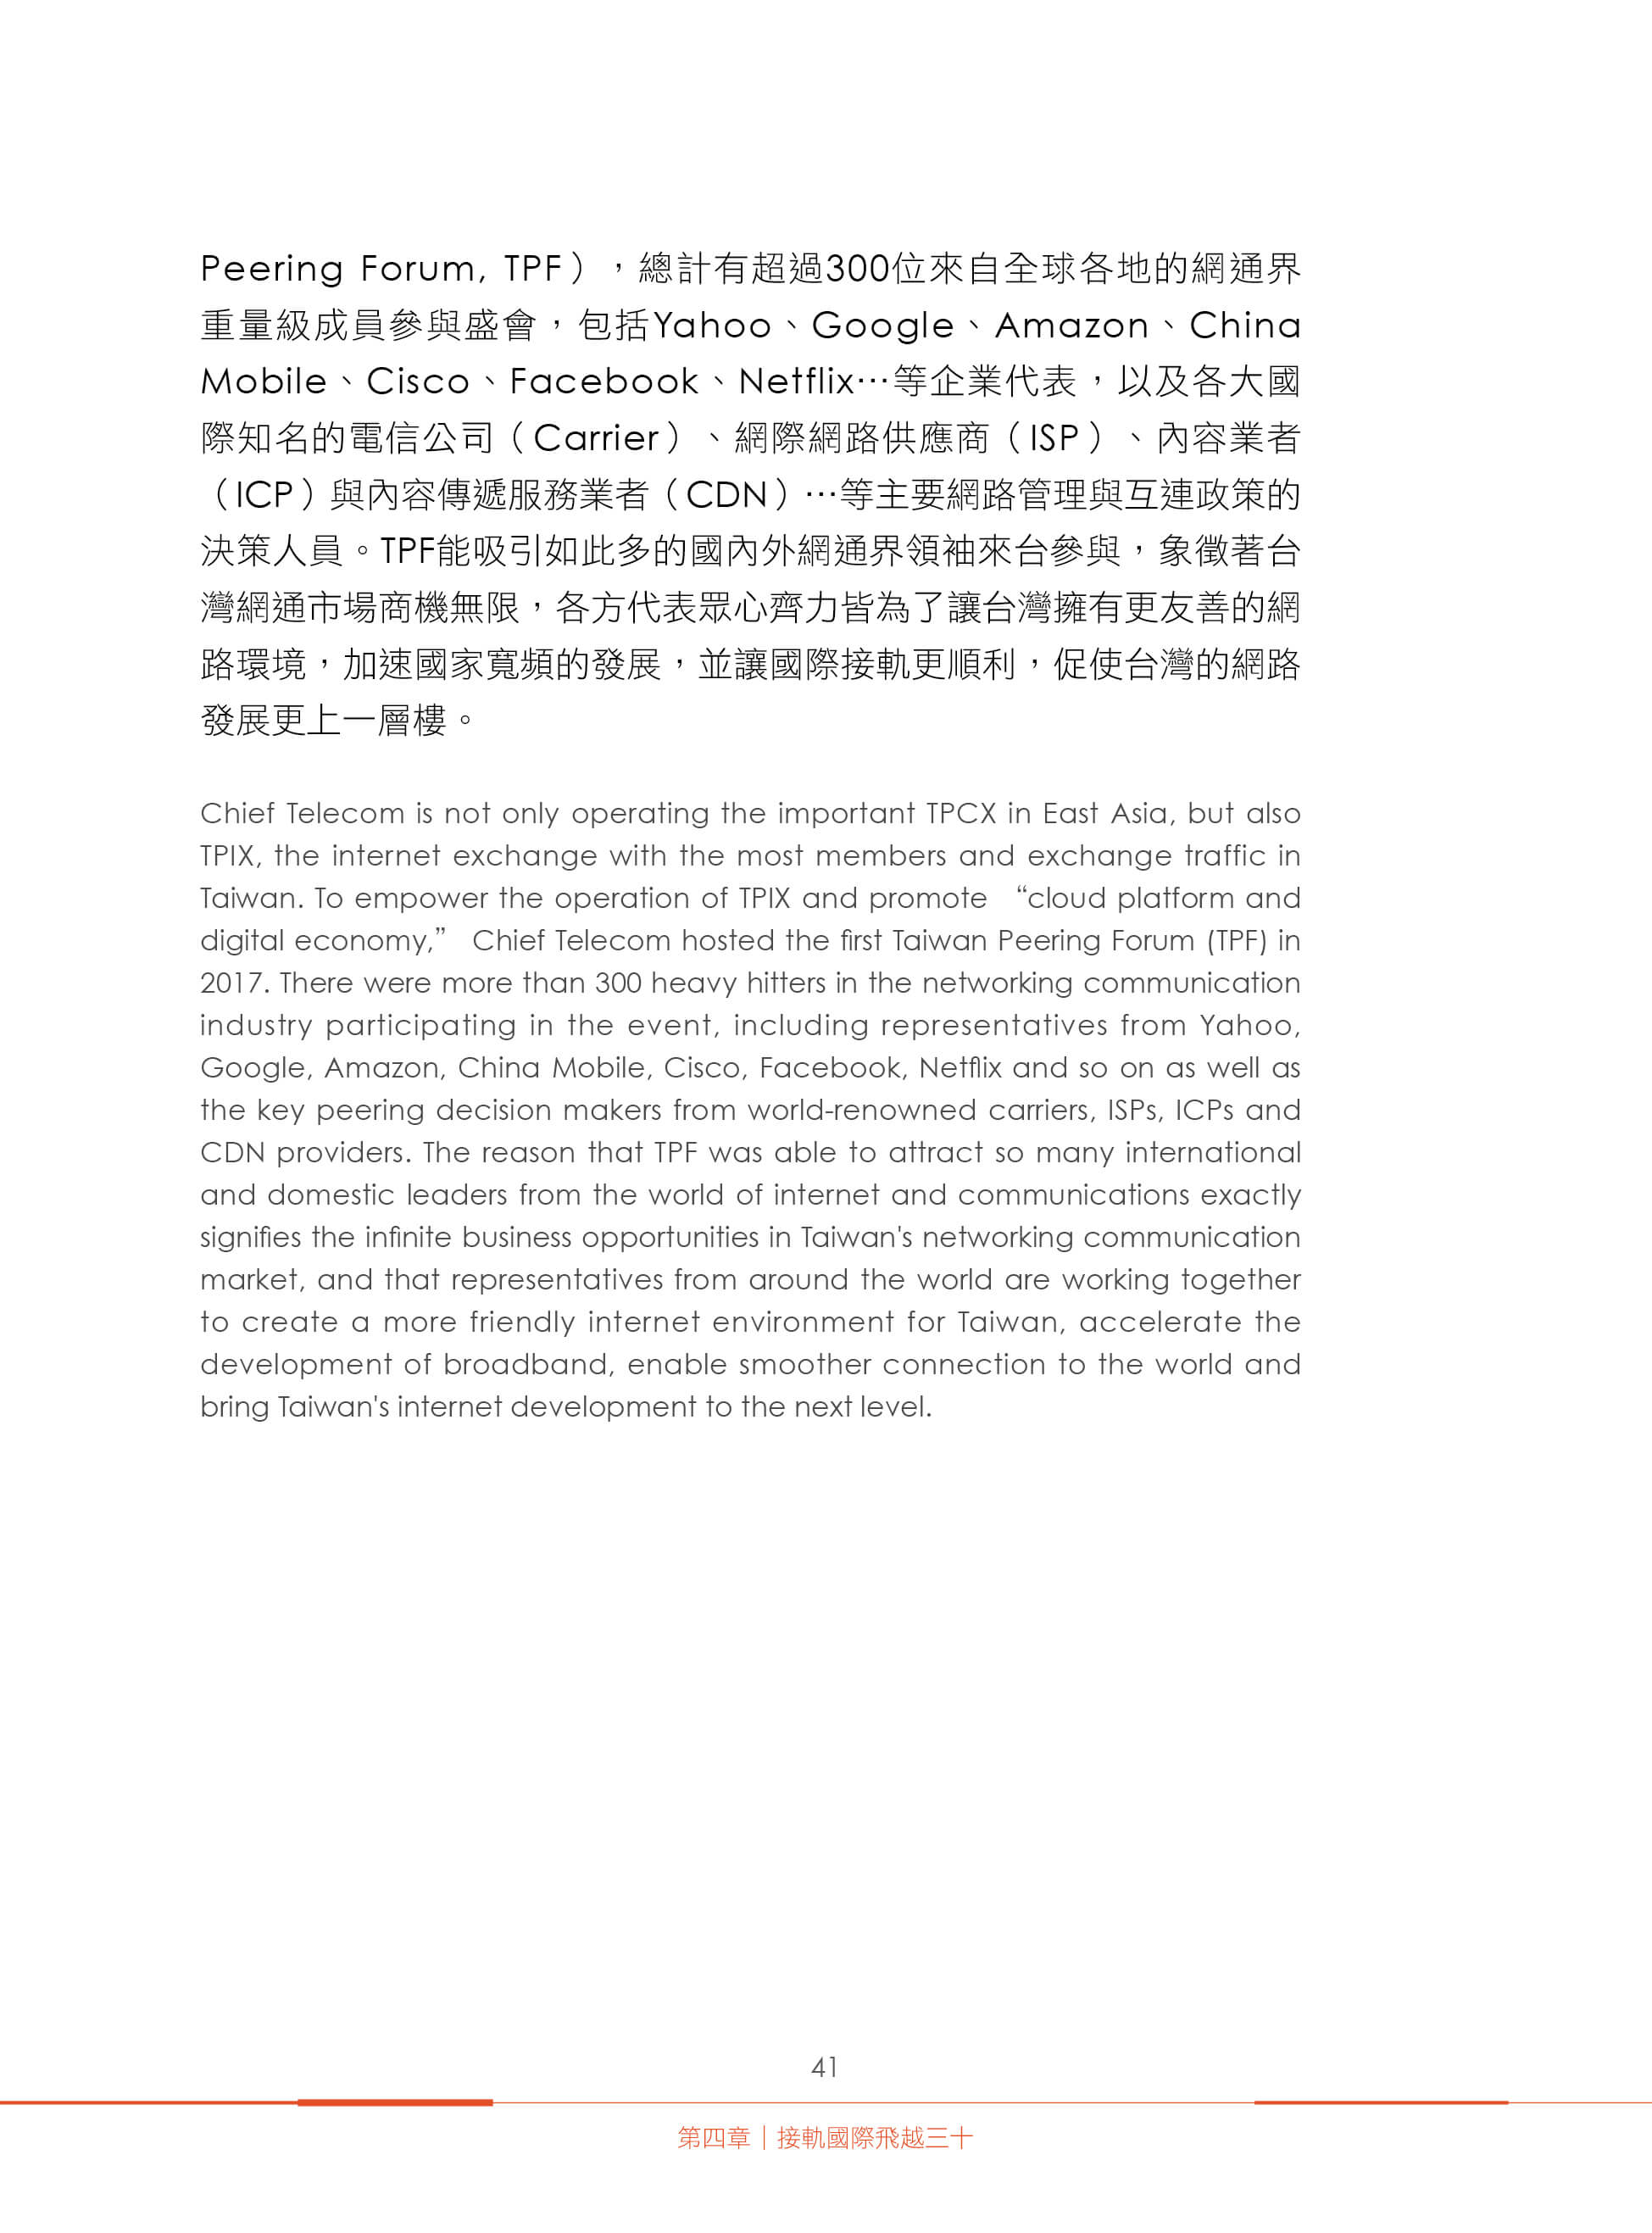 Peering Forum, TPF），總計有超過300位來自全球各地的網通界
重量級成員參與盛會，包括Yahoo、Google、Amazon、China
Mobile、Cisco、Facebook、Netflix…等企業代表，以及各大國
際知名的電信公司（Carrier）、網際網路供應商（ISP）、內容業者
（ICP）與內容傳遞服務業者（CDN）…等主要網路管理與互連政策的
決策人員。TPF能吸引如此多的國內外網通界領袖來台參與，象徵著台
灣網通市場商機無限，各方代表眾心齊力皆為了讓台灣擁有更友善的網
路環境，加速國家寬頻的發展，並讓國際接軌更順利，促使台灣的網路
發展更上一層樓。
Chief Telecom is not only operating the important TPCX in East Asia, but also
TPIX, the internet exchange with the most members and exchange traffic in
Taiwan. To empower the operation of TPIX and promote “cloud platform and
digital economy,” Chief Telecom hosted the first Taiwan Peering Forum (TPF) in
2017. There were more than 300 heavy hitters in the networking communication
industry participating in the event, including representatives from Yahoo,
Google, Amazon, China Mobile, Cisco, Facebook, Netflix and so on as well as
the key peering decision makers from world-renowned carriers, ISPs, ICPs and
CDN providers. The reason that TPF was able to attract so many international
and domestic leaders from the world of internet and communications exactly
signifies the infinite business opportunities in Taiwan's networking communication
market, and that representatives from around the world are working together
to create a more friendly internet environment for Taiwan, accelerate the
development of broadband, enable smoother connection to the world and
bring Taiwan's internet development to the next level.
41
第四章｜接軌國際飛越三十